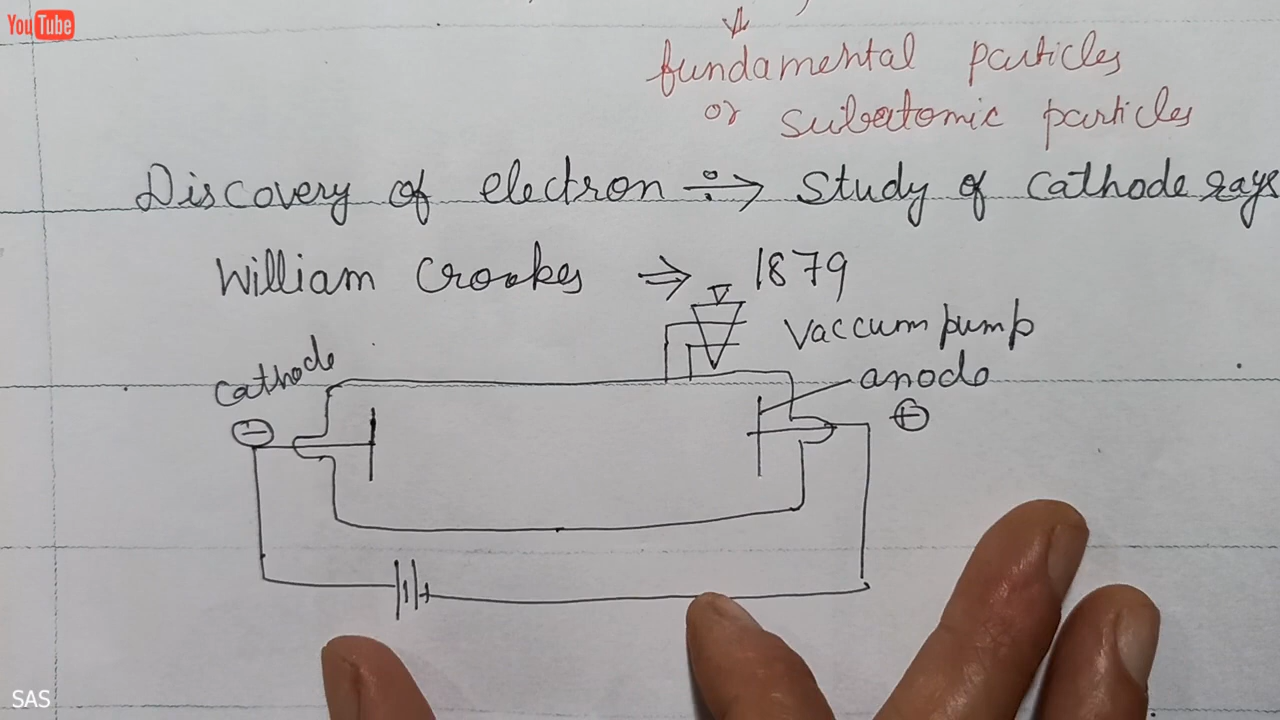 YouTube
fundamental particles
or subatomic particles
Discovery of electron ÷> Study of Cathode rays
William Crookes ⇒ 1879
Vaccum pump
cathode
anode
⊖
⊕
SAS